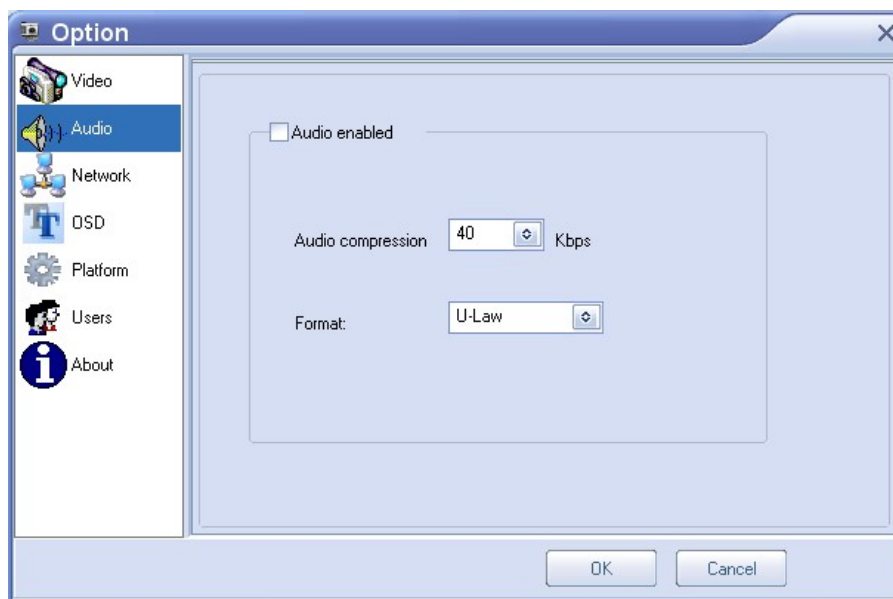 Option
Video
Audio
Network
OSD
Platform
Users
About
Audio enabled
Audio compression 40 Kbps
Format: U-Law
OK Cancel